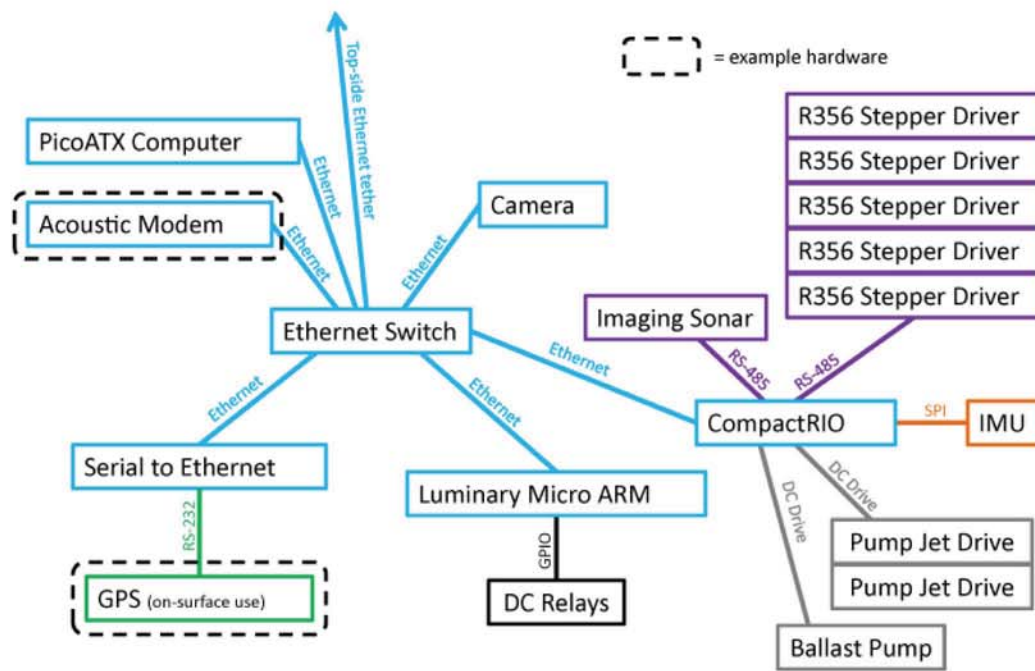 Top-side Ethernet tether
= example hardware
PicoATX Computer
Ethernet
Acoustic Modem
Ethernet
Camera
Ethernet
R356 Stepper Driver
R356 Stepper Driver
R356 Stepper Driver
R356 Stepper Driver
R356 Stepper Driver
Imaging Sonar
Ethernet Switch
Ethernet
RS-485
RS-485
Ethernet
Ethernet
CompactRIO
SPI
IMU
Serial to Ethernet
Luminary Micro ARM
DC Drive
DC Drive
RS-232
GPIO
Pump Jet Drive
Pump Jet Drive
GPS (on-surface use)
DC Relays
Ballast Pump